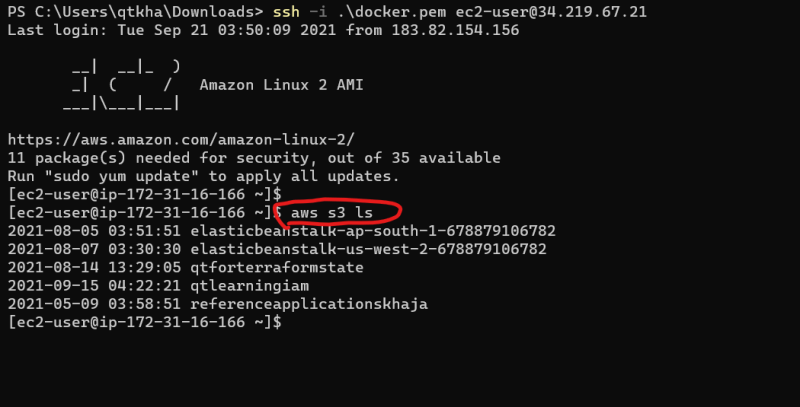 PS C:\Users\qtkha\Downloads> ssh -i .\docker.pem ec2-user@34.219.67.21
Last login: Tue Sep 21 03:50:09 2021 from 183.82.154.156
__|  __|_  )
_|  (     /   Amazon Linux 2 AMI
___|\___|___|
https://aws.amazon.com/amazon-linux-2/
11 package(s) needed for security, out of 35 available
Run "sudo yum update" to apply all updates.
[ec2-user@ip-172-31-16-166 ~]$
[ec2-user@ip-172-31-16-166 ~]$ aws s3 ls
2021-08-05 03:51:51 elasticbeanstalk-ap-south-1-678879106782
2021-08-07 03:30:30 elasticbeanstalk-us-west-2-678879106782
2021-08-14 13:29:05 qtforterraformstate
2021-09-15 04:22:21 qtlearningiam
2021-05-09 03:58:51 referenceapplicationskhaja
[ec2-user@ip-172-31-16-166 ~]$